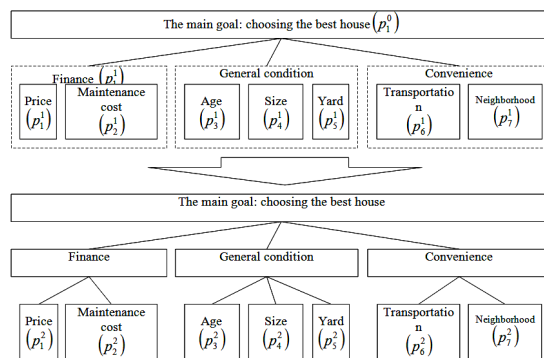 The main goal: choosing the best house (p₁⁰)
Finance (p₁¹)
General condition
Convenience
Price
(p₁¹)
Maintenance
cost
(p₂¹)
Age
(p₃¹)
Size
(p₄¹)
Yard
(p₅¹)
Transportatio
n
(p₆¹)
Neighborhood
(p₇¹)
The main goal: choosing the best house
Finance
General condition
Convenience
Price
(p₁²)
Maintenance
cost
(p₂²)
Age
(p₃²)
Size
(p₄²)
Yard
(p₅²)
Transportatio
n
(p₆²)
Neighborhood
(p₇²)